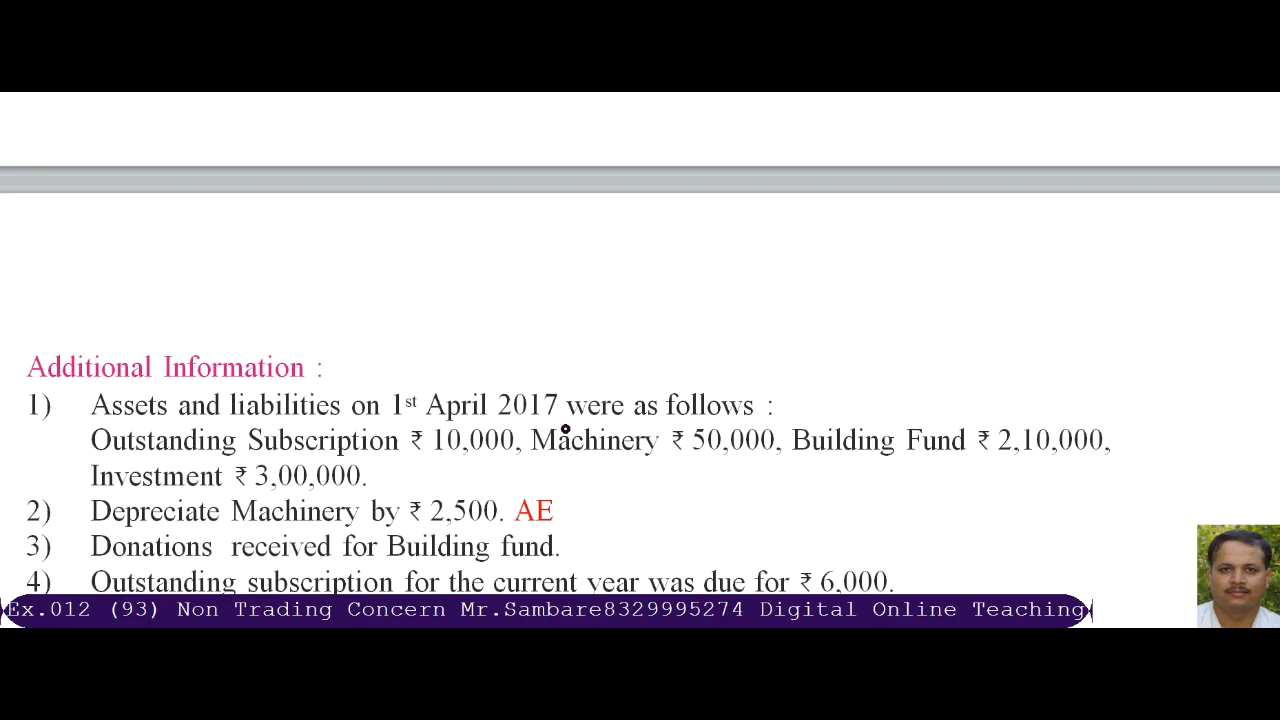 Additional Information :
1) Assets and liabilities on 1st April 2017 were as follows :
Outstanding Subscription ₹ 10,000, Machinery ₹ 50,000, Building Fund ₹ 2,10,000,
Investment ₹ 3,00,000.
2) Depreciate Machinery by ₹ 2,500. AE
3) Donations received for Building fund.
4) Outstanding subscription for the current year was due for ₹ 6,000.
Ex.012 (93) Non Trading Concern Mr.Sambare8329995274 Digital Online Teaching